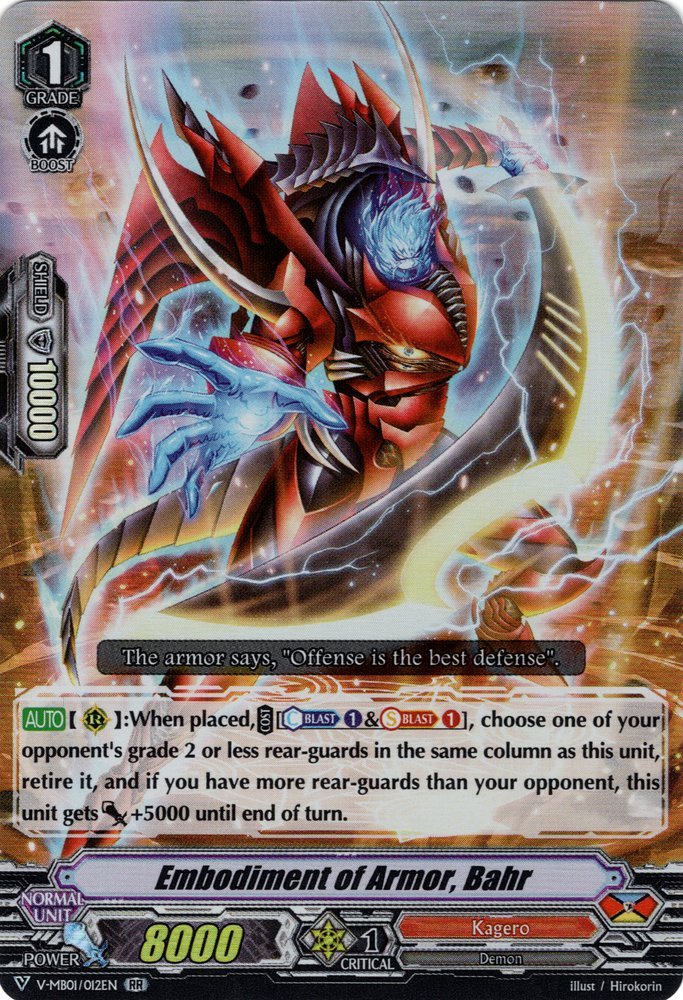 1
GRADE
BOOST
SHIELD 10000
The armor says, "Offense is the best defense".
AUTO【 R 】:When placed, COST [C BLAST 1 & S BLAST 1], choose one of your
opponent's grade 2 or less rear-guards in the same column as this unit,
retire it, and if you have more rear-guards than your opponent, this
unit gets +5000 until end of turn.
Embodiment of Armor, Bahr
NORMAL
UNIT
POWER 8000
1
CRITICAL
Kagero
Demon
V-MB01/012EN RR
illust / Hirokorin